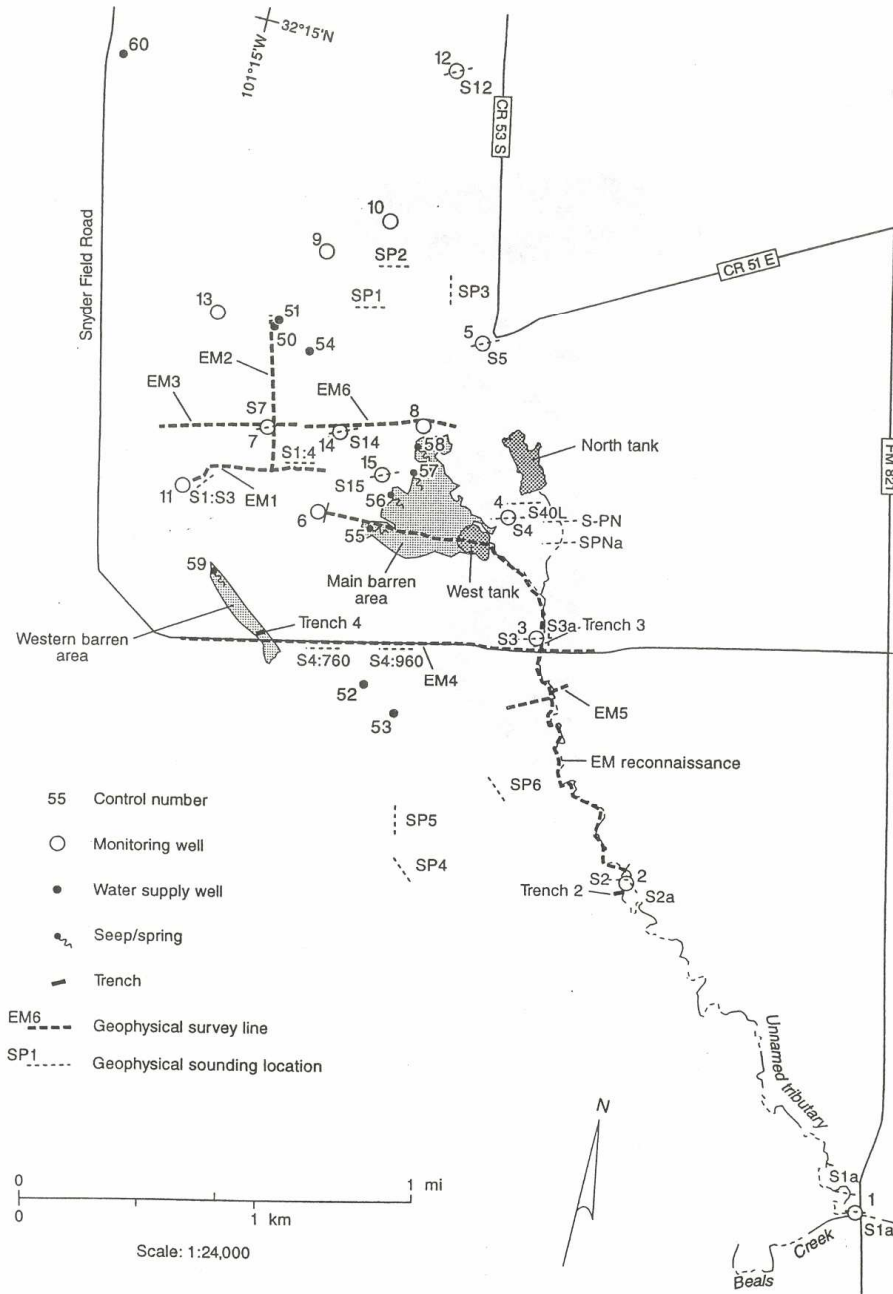 60
101°15'W
32°15'N
12
S12
CR 53 S
Snyder Field Road
10
9
SP2
SP1
SP3
CR 51 E
13
51
50
54
5
S5
EM2
EM3
EM6
S7
7
8
14
S14
58
North tank
S1:4
15
S15
57
EM1
11
S1:S3
56
4
S40L
S4
S-PN
SPNa
6
55
FM 821
Main barren
area
West tank
59
Trench 4
Western barren
area
3
S3
S3a
Trench 3
S4:760
S4:960
EM4
52
53
EM5
EM reconnaissance
SP6
SP5
SP4
S2
2
Trench 2
S2a
55 Control number
Monitoring well
Water supply well
Seep/spring
Trench
EM6 Geophysical survey line
SP1 Geophysical sounding location
Unnamed tributary
N
0 1 mi
0 1 km
Scale: 1:24,000
S1a
1
S1a
Beals Creek